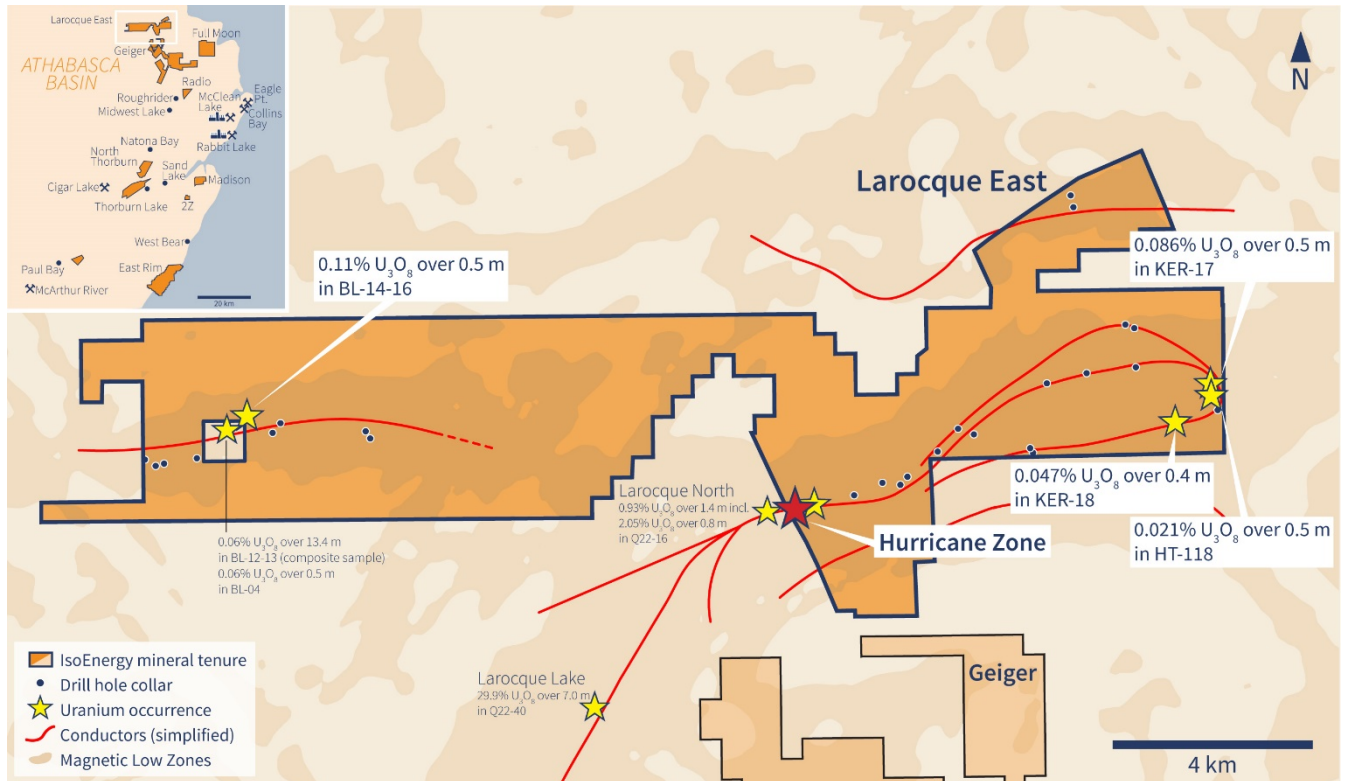 Larocque East
Full Moon
Geiger
ATHABASCA
BASIN
Radio
Roughrider
McClean
Lake
Eagle
Pt.
Midwest Lake
Collins
Bay
Rabbit Lake
Natona Bay
North
Thorburn
Sand
Lake
Cigar Lake
Madison
Thorburn Lake
2Z
West Bear
Paul Bay
East Rim
McArthur River
20 km
N
Larocque East
0.11% U₃O₈ over 0.5 m
in BL-14-16
0.086% U₃O₈ over 0.5 m
in KER-17
0.047% U₃O₈ over 0.4 m
in KER-18
0.021% U₃O₈ over 0.5 m
in HT-118
Larocque North
0.93% U₃O₈ over 1.4 m incl.
2.05% U₃O₈ over 0.8 m
in Q22-16
Hurricane Zone
0.06% U₃O₈ over 13.4 m
in BL-12-13 (composite sample)
0.06% U₃O₈ over 0.5 m
in BL-04
Larocque Lake
29.9% U₃O₈ over 7.0 m
in Q22-40
Geiger
IsoEnergy mineral tenure
Drill hole collar
Uranium occurrence
Conductors (simplified)
Magnetic Low Zones
4 km